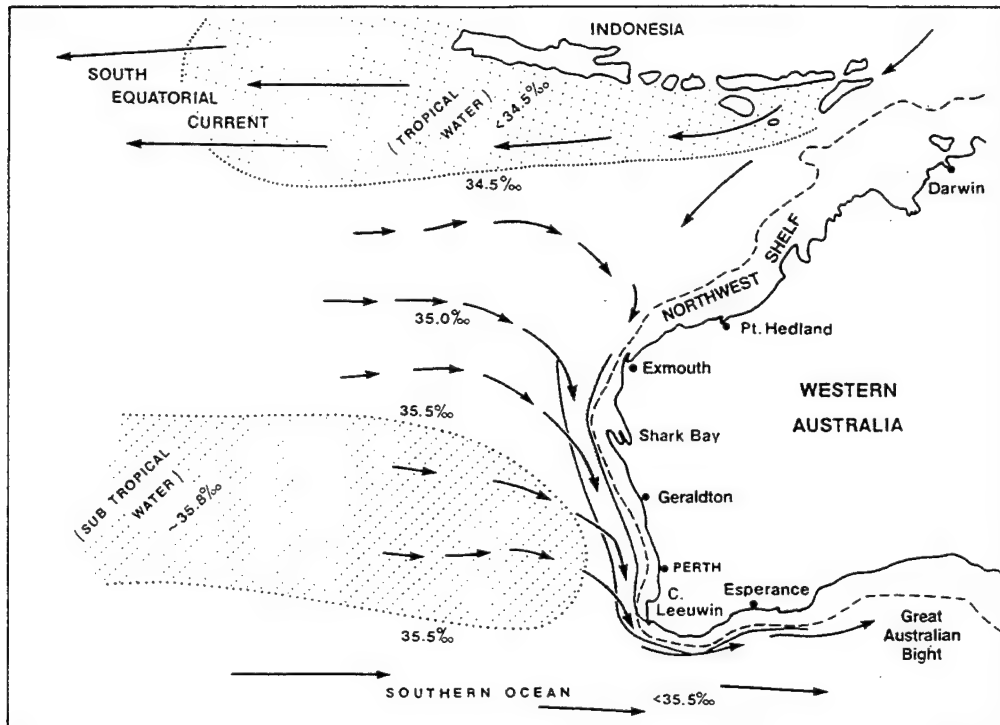 INDONESIA
SOUTH
EQUATORIAL
CURRENT
( TROPICAL
WATER )
<34.5‰
34.5‰
Darwin
NORTHWEST SHELF
Pt. Hedland
35.0‰
Exmouth
WESTERN
AUSTRALIA
35.5‰
Shark Bay
( SUB TROPICAL
WATER )
~35.8‰
Geraldton
PERTH
C.
Leeuwin
Esperance
Great
Australian
Bight
35.5‰
SOUTHERN OCEAN
<35.5‰